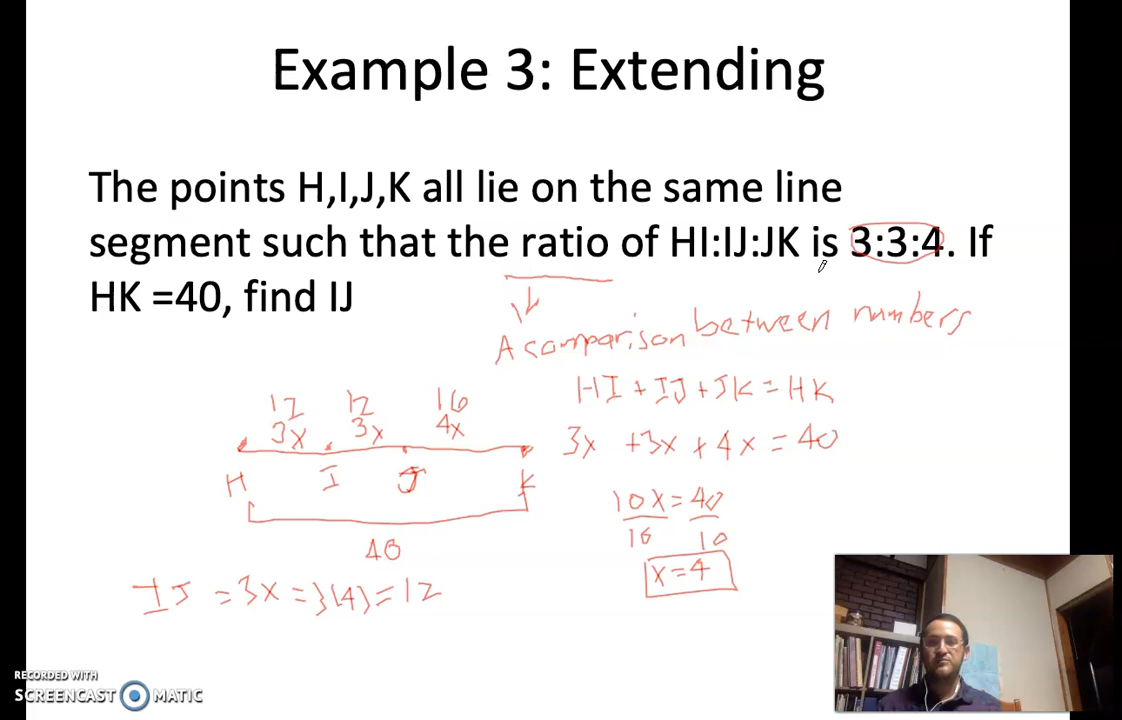 Example 3: Extending
The points H,I,J,K all lie on the same line
segment such that the ratio of HI:IJ:JK is 3:3:4. If
HK =40, find IJ
A comparison between numbers
HI + IJ + JK = HK
12 12 16
3x 3x 4x
3x +3x + 4x = 40
H I J K
10x = 40
10 10
40
x = 4
IJ = 3x = 3(4) = 12
RECORDED WITH
SCREENCAST MATIC